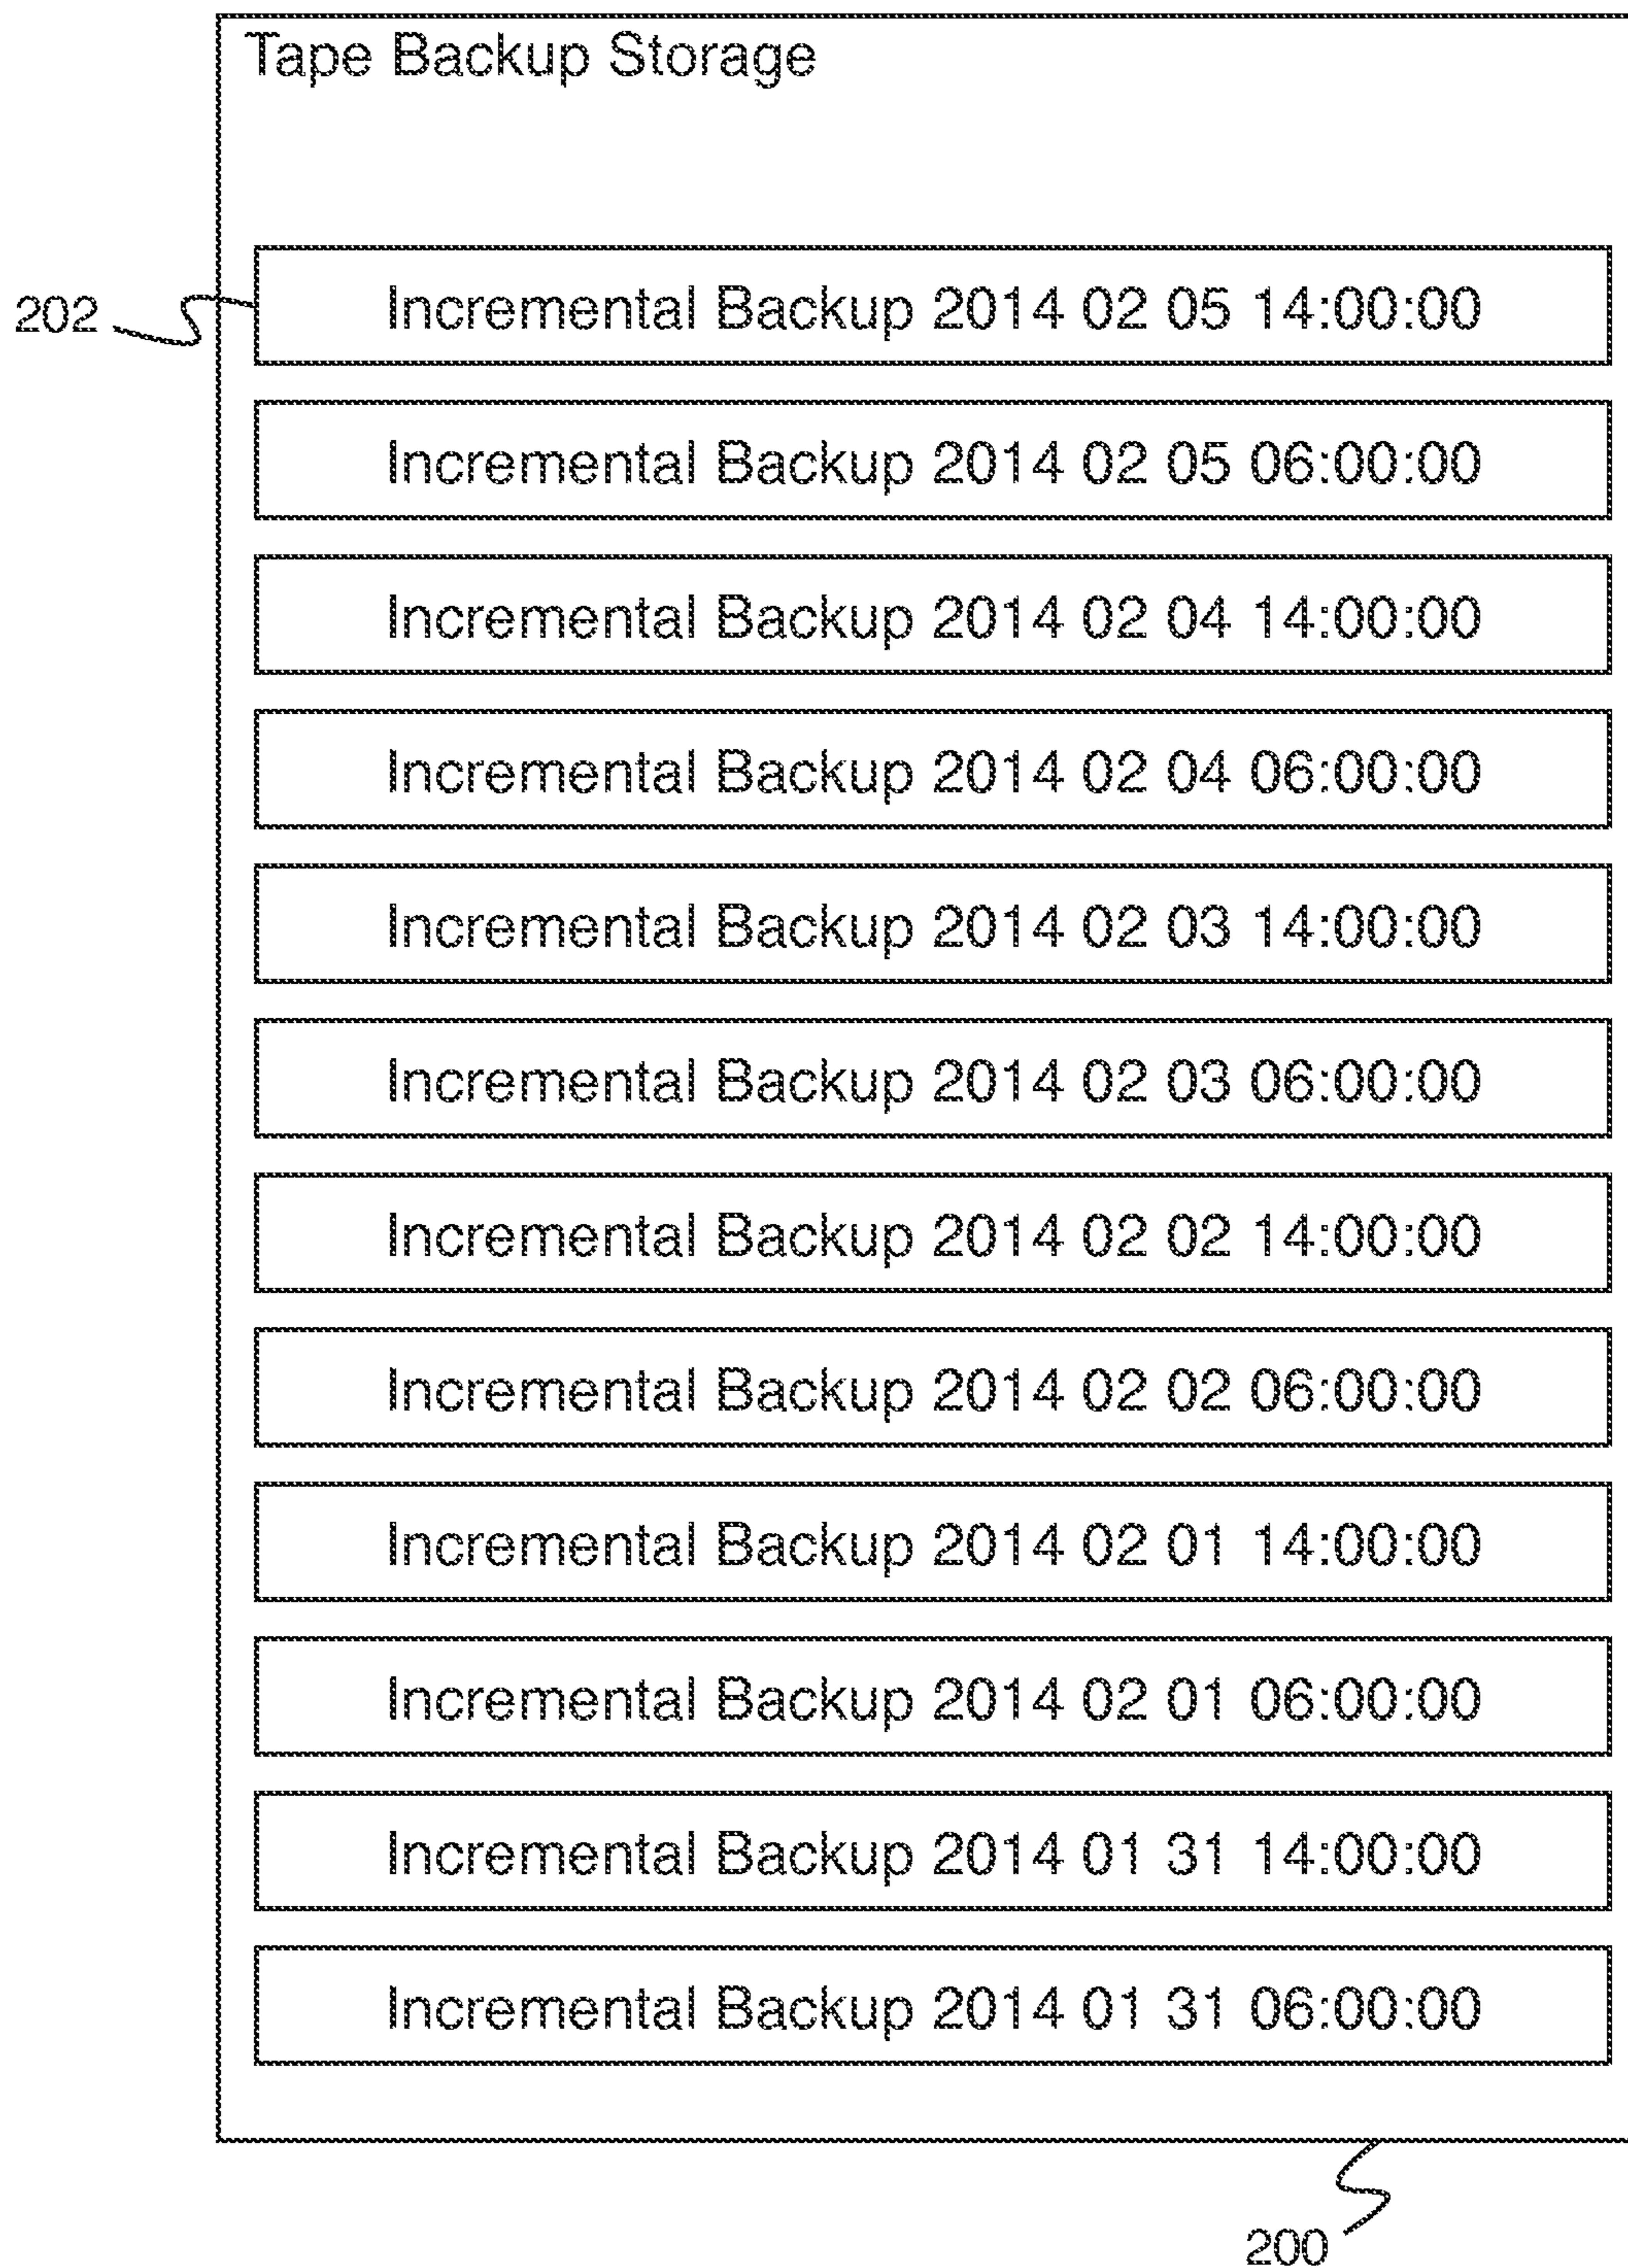 Tape Backup Storage
202
Incremental Backup 2014 02 05 14:00:00
Incremental Backup 2014 02 05 06:00:00
Incremental Backup 2014 02 04 14:00:00
Incremental Backup 2014 02 04 06:00:00
Incremental Backup 2014 02 03 14:00:00
Incremental Backup 2014 02 03 06:00:00
Incremental Backup 2014 02 02 14:00:00
Incremental Backup 2014 02 02 06:00:00
Incremental Backup 2014 02 01 14:00:00
Incremental Backup 2014 02 01 06:00:00
Incremental Backup 2014 01 31 14:00:00
Incremental Backup 2014 01 31 06:00:00
200